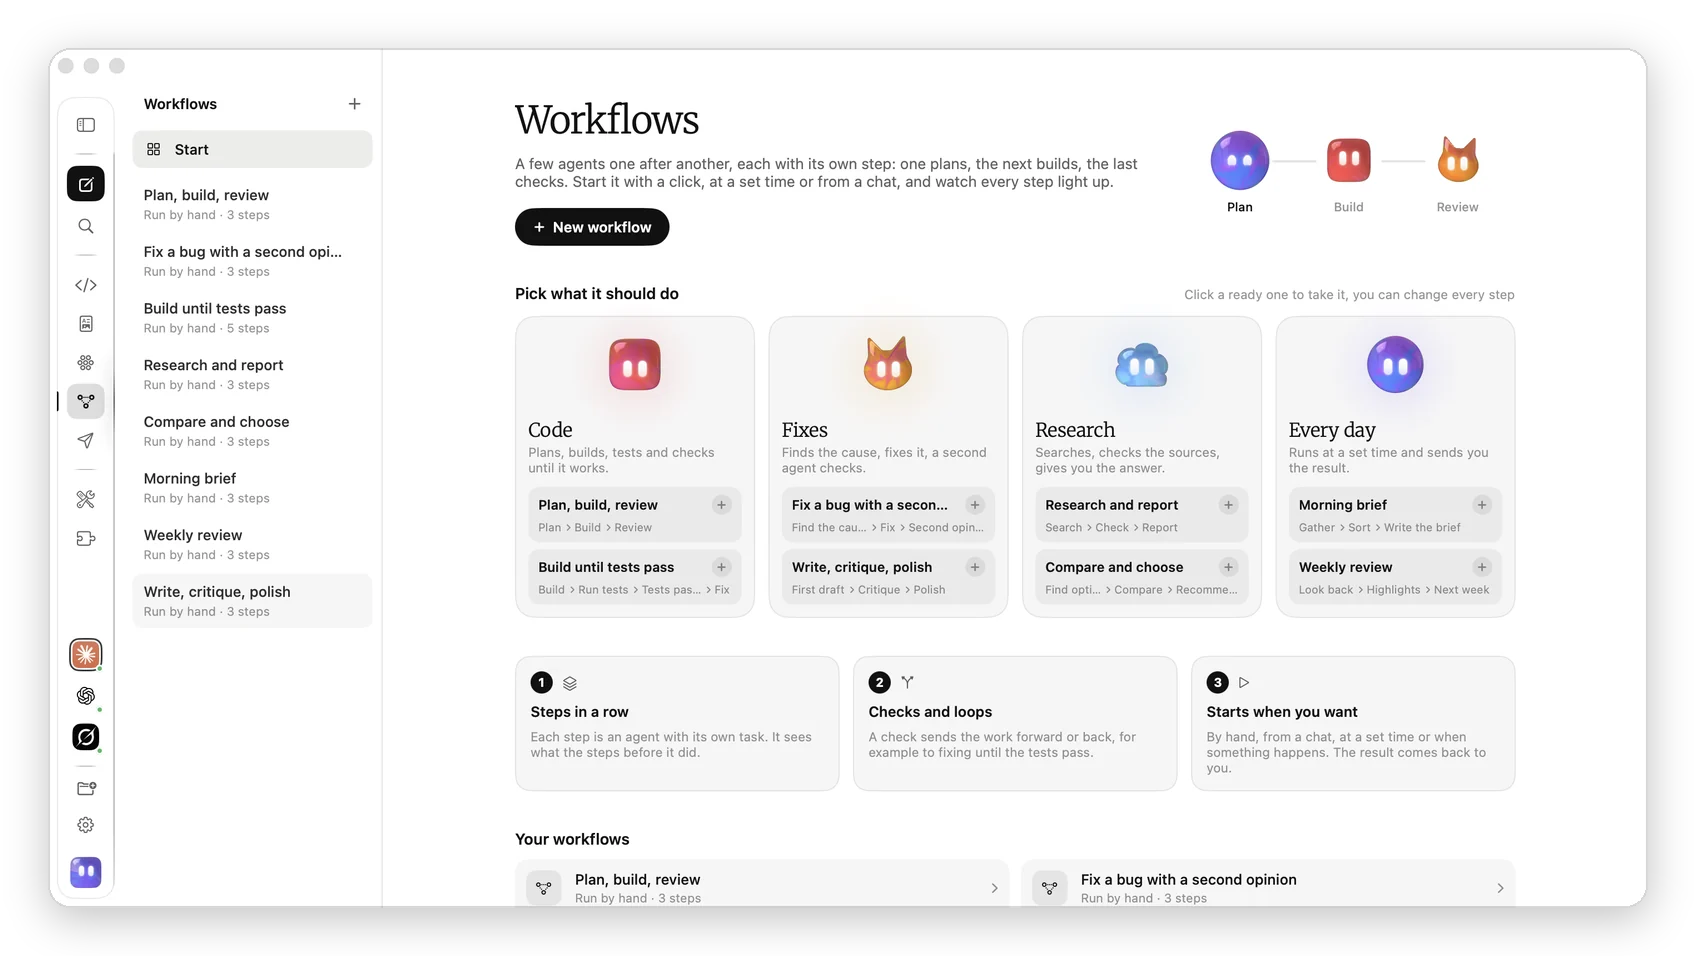 Workflows
Start
Plan, build, review
Run by hand · 3 steps
Fix a bug with a second opi...
Run by hand · 3 steps
Build until tests pass
Run by hand · 5 steps
Research and report
Run by hand · 3 steps
Compare and choose
Run by hand · 3 steps
Morning brief
Run by hand · 3 steps
Weekly review
Run by hand · 3 steps
Write, critique, polish
Run by hand · 3 steps
Workflows
A few agents one after another, each with its own step: one plans, the next builds, the last
checks. Start it with a click, at a set time or from a chat, and watch every step light up.
+ New workflow
Plan
Build
Review
Pick what it should do
Click a ready one to take it, you can change every step
Code
Plans, builds, tests and checks
until it works.
Plan, build, review
Plan > Build > Review
Build until tests pass
Build > Run tests > Tests pas... > Fix
Fixes
Finds the cause, fixes it, a second
agent checks.
Fix a bug with a secon...
Find the cau... > Fix > Second opin...
Write, critique, polish
First draft > Critique > Polish
Research
Searches, checks the sources,
gives you the answer.
Research and report
Search > Check > Report
Compare and choose
Find opti... > Compare > Recomme...
Every day
Runs at a set time and sends you
the result.
Morning brief
Gather > Sort > Write the brief
Weekly review
Look back > Highlights > Next week
1
Steps in a row
Each step is an agent with its own task. It sees
what the steps before it did.
2
Checks and loops
A check sends the work forward or back, for
example to fixing until the tests pass.
3
Starts when you want
By hand, from a chat, at a set time or when
something happens. The result comes back to
you.
Your workflows
Plan, build, review
Run by hand · 3 steps
Fix a bug with a second opinion
Run by hand · 3 steps